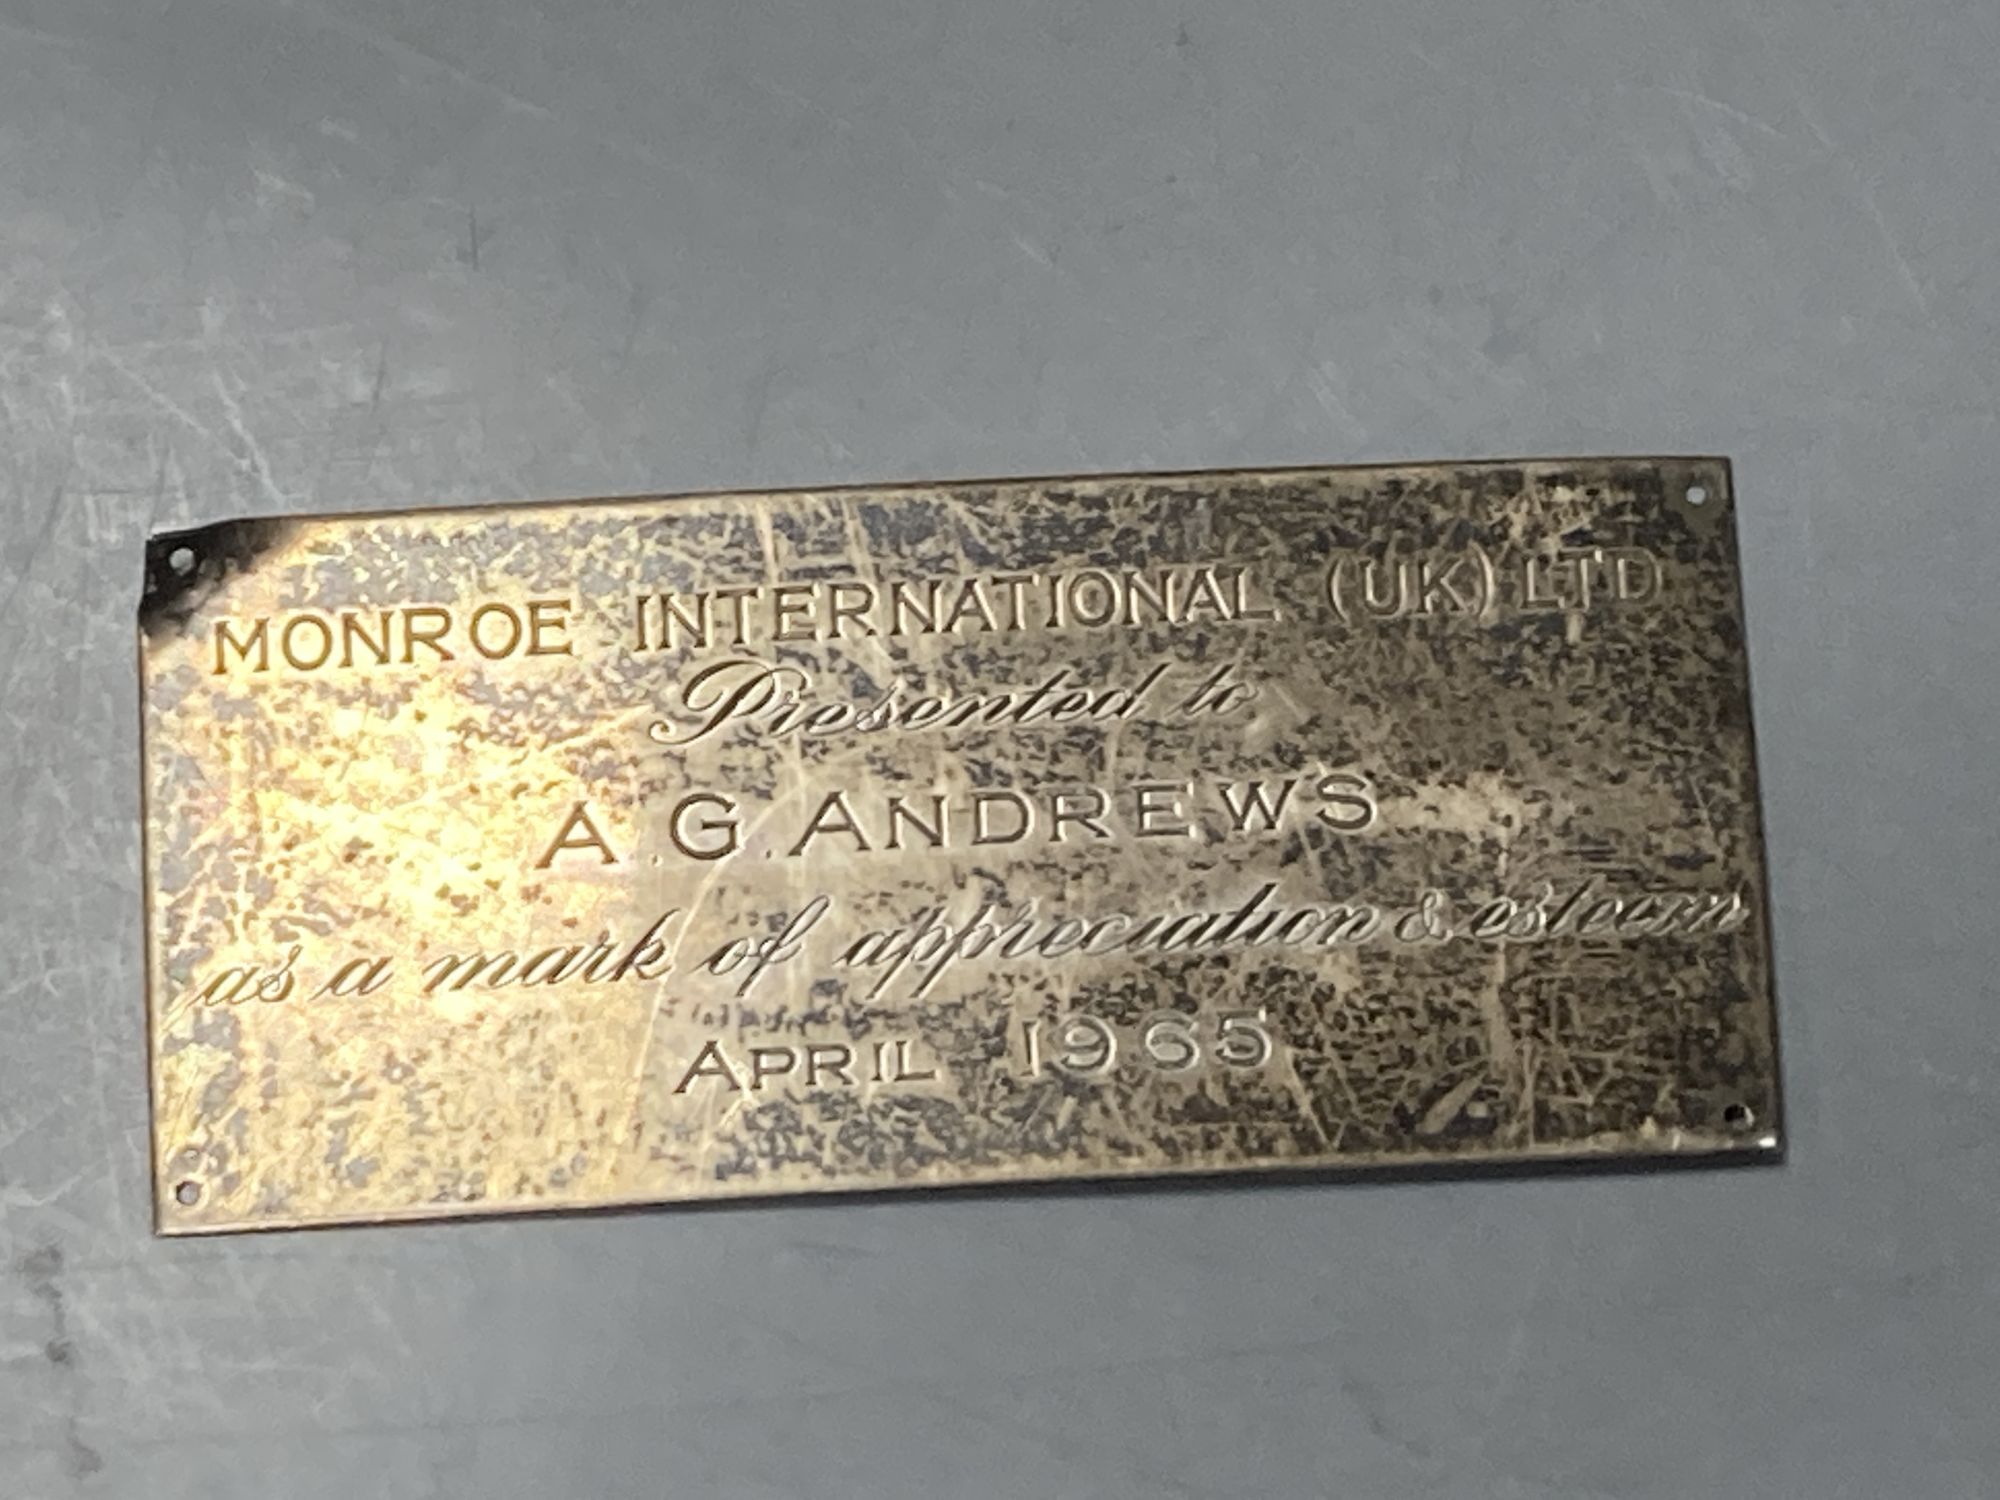 MONROE INTERNATIONAL (UK) LTD
Presented to
A.G.ANDREWS
as a mark of appreciation & esteem
APRIL 1965